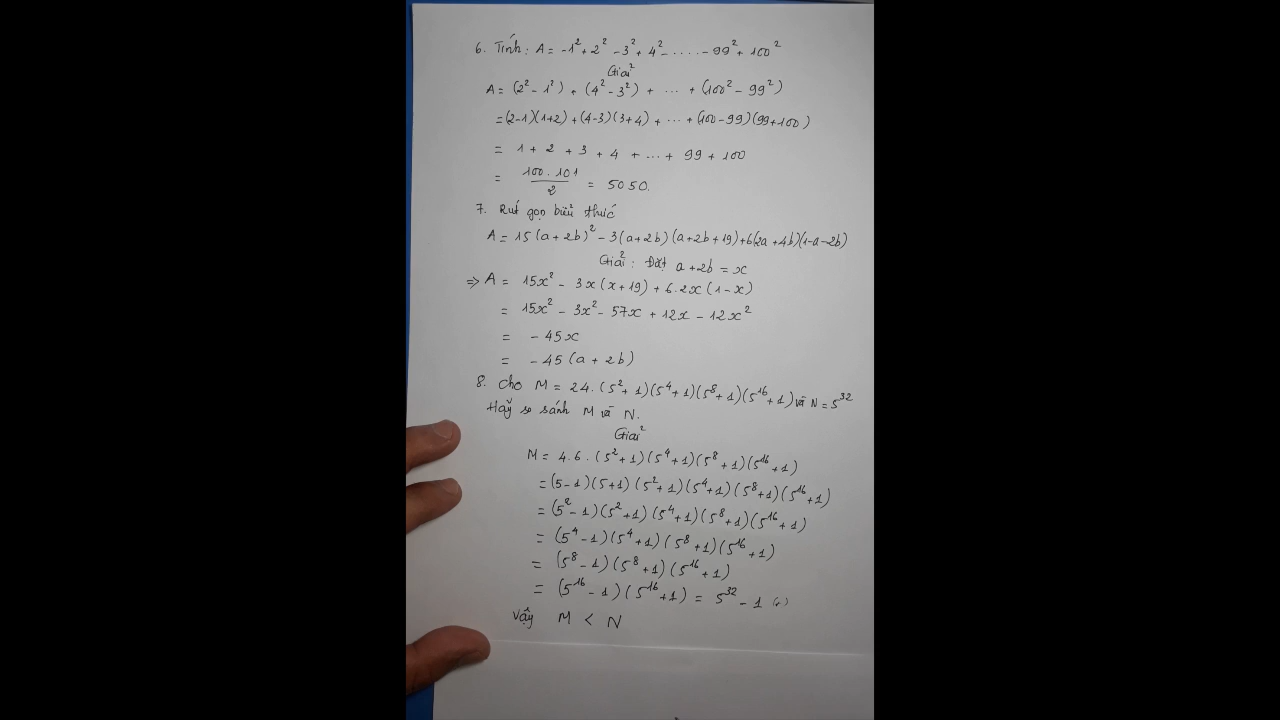 6. Tính: A = -1² + 2² - 3² + 4² - ..... - 99² + 100²
Giải
A = (2² - 1²) + (4² - 3²) + ... + (100² - 99²)
= (2-1)(1+2) + (4-3)(3+4) + ... + (100-99)(99+100)
= 1 + 2 + 3 + 4 + ... + 99 + 100
= 100.101/2 = 5050.
7. Rút gọn biểu thức
A = 15(a+2b)² - 3(a+2b)(a+2b+19) + 6(2a+4b)(1-a-2b)
Giải: Đặt a+2b = x
⇒ A = 15x² - 3x(x+19) + 6.2x(1-x)
= 15x² - 3x² - 57x + 12x - 12x²
= - 45x
= - 45(a + 2b)
8. Cho M = 24.(5²+1)(5⁴+1)(5⁸+1)(5¹⁶+1) và N = 5³²
Hãy so sánh M và N.
Giải
M = 4.6.(5²+1)(5⁴+1)(5⁸+1)(5¹⁶+1)
= (5-1)(5+1)(5²+1)(5⁴+1)(5⁸+1)(5¹⁶+1)
= (5²-1)(5²+1)(5⁴+1)(5⁸+1)(5¹⁶+1)
= (5⁴-1)(5⁴+1)(5⁸+1)(5¹⁶+1)
= (5⁸-1)(5⁸+1)(5¹⁶+1)
= (5¹⁶-1)(5¹⁶+1) = 5³² - 1
Vậy M < N